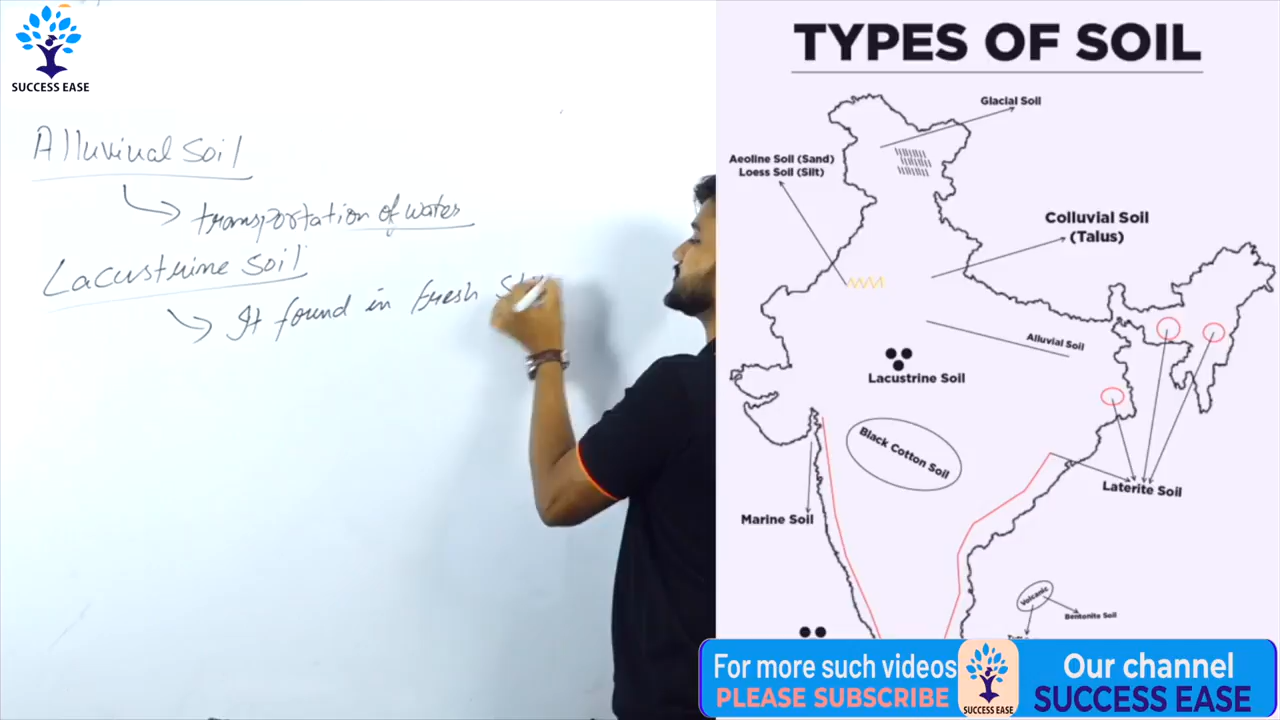 SUCCESS EASE
Alluvinal Soil
transportation of water
Lacustrine Soil
It found in fresh
TYPES OF SOIL
Glacial Soil
Aeoline Soil (Sand)
Loess Soil (Silt)
Colluvial Soil
(Talus)
Alluvial Soil
Lacustrine Soil
Black Cotton Soil
Laterite Soil
Marine Soil
Volcanic
Bentonite Soil
For more such videos
PLEASE SUBSCRIBE
SUCCESS EASE
Our channel
SUCCESS EASE